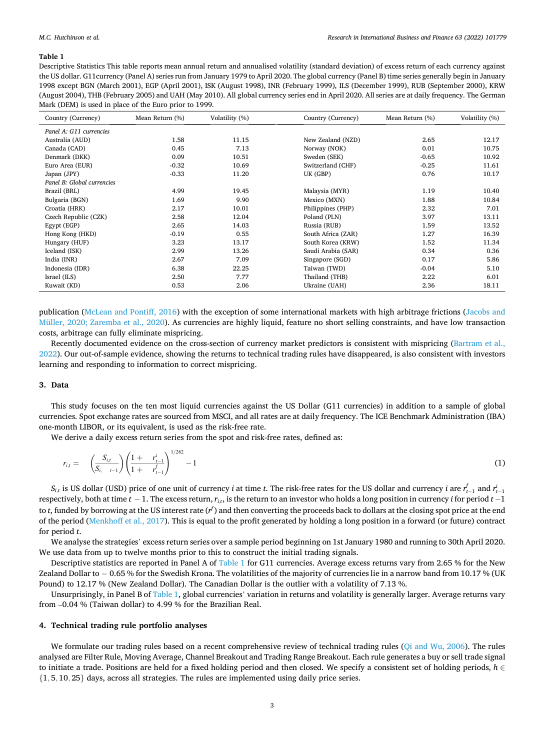 M.C. Hutchinson et al.
Research in International Business and Finance 63 (2022) 101779
Table 1
Descriptive Statistics This table reports mean annual return and annualised volatility (standard deviation) of excess return of each currency against
the US dollar. G11currency (Panel A) series run from January 1979 to April 2020. The global currency (Panel B) time series generally begin in January
1998 except BGN (March 2001), EGP (April 2001), ISK (August 1998), INR (February 1999), ILS (December 1999), RUB (September 2000), KRW
(August 2004), THB (February 2005) and UAH (May 2010). All global currency series end in April 2020. All series are at daily frequency. The German
Mark (DEM) is used in place of the Euro prior to 1999.
Country (Currency) Mean Return (%) Volatility (%) Country (Currency) Mean Return (%) Volatility (%)
Panel A: G11 currencies
Australia (AUD) 1.58 11.15 New Zealand (NZD) 2.65 12.17
Canada (CAD) 0.45 7.13 Norway (NOK) 0.01 10.75
Denmark (DKK) 0.09 10.51 Sweden (SEK) -0.65 10.92
Euro Area (EUR) -0.32 10.69 Switzerland (CHF) -0.25 11.61
Japan (JPY) -0.33 11.20 UK (GBP) 0.76 10.17
Panel B: Global currencies
Brazil (BRL) 4.99 19.45 Malaysia (MYR) 1.19 10.40
Bulgaria (BGN) 1.69 9.90 Mexico (MXN) 1.88 10.84
Croatia (HRK) 2.17 10.01 Philippines (PHP) 2.32 7.01
Czech Republic (CZK) 2.58 12.04 Poland (PLN) 3.97 13.11
Egypt (EGP) 2.65 14.03 Russia (RUB) 1.59 13.52
Hong Kong (HKD) -0.19 0.55 South Africa (ZAR) 1.27 16.39
Hungary (HUF) 3.23 13.17 South Korea (KRW) 1.52 11.34
Iceland (ISK) 2.99 13.26 Saudi Arabia (SAR) 0.34 0.36
India (INR) 2.67 7.09 Singapore (SGD) 0.17 5.86
Indonesia (IDR) 6.38 22.25 Taiwan (TWD) -0.04 5.10
Israel (ILS) 2.50 7.77 Thailand (THB) 2.22 6.01
Kuwait (KD) 0.53 2.06 Ukraine (UAH) 2.36 18.11
publication (McLean and Pontiff, 2016) with the exception of some international markets with high arbitrage frictions (Jacobs and
Müller, 2020; Zaremba et al., 2020). As currencies are highly liquid, feature no short selling constraints, and have low transaction
costs, arbitrage can fully eliminate mispricing.
Recently documented evidence on the cross-section of currency market predictors is consistent with mispricing (Bartram et al.,
2022). Our out-of-sample evidence, showing the returns to technical trading rules have disappeared, is also consistent with investors
learning and responding to information to correct mispricing.
3. Data
This study focuses on the ten most liquid currencies against the US Dollar (G11 currencies) in addition to a sample of global
currencies. Spot exchange rates are sourced from MSCI, and all rates are at daily frequency. The ICE Benchmark Administration (IBA)
one-month LIBOR, or its equivalent, is used as the risk-free rate.
We derive a daily excess return series from the spot and risk-free rates, defined as:
r_{i,t} = (S_{i,t} / S_{i, t−1}) ((1 + r^i_{t−1}) / (1 + r^f_{t−1}))^{1/262} − 1 (1)
S_{i,t} is US dollar (USD) price of one unit of currency i at time t. The risk-free rates for the US dollar and currency i are r^f_{t−1} and r^i_{t−1}
respectively, both at time t − 1. The excess return, r_{i,t}, is the return to an investor who holds a long position in currency i for period t −1
to t, funded by borrowing at the US interest rate (r^f) and then converting the proceeds back to dollars at the closing spot price at the end
of the period (Menkhoff et al., 2017). This is equal to the profit generated by holding a long position in a forward (or future) contract
for period t.
We analyse the strategies' excess return series over a sample period beginning on 1st January 1980 and running to 30th April 2020.
We use data from up to twelve months prior to this to construct the initial trading signals.
Descriptive statistics are reported in Panel A of Table 1 for G11 currencies. Average excess returns vary from 2.65 % for the New
Zealand Dollar to − 0.65 % for the Swedish Krona. The volatilities of the majority of currencies lie in a narrow band from 10.17 % (UK
Pound) to 12.17 % (New Zealand Dollar). The Canadian Dollar is the outlier with a volatility of 7.13 %.
Unsurprisingly, in Panel B of Table 1, global currencies' variation in returns and volatility is generally larger. Average returns vary
from –0.04 % (Taiwan dollar) to 4.99 % for the Brazilian Real.
4. Technical trading rule portfolio analyses
We formulate our trading rules based on a recent comprehensive review of technical trading rules (Qi and Wu, 2006). The rules
analysed are Filter Rule, Moving Average, Channel Breakout and Trading Range Breakout. Each rule generates a buy or sell trade signal
to initiate a trade. Positions are held for a fixed holding period and then closed. We specify a consistent set of holding periods, h ∈
{1, 5, 10, 25} days, across all strategies. The rules are implemented using daily price series.
3